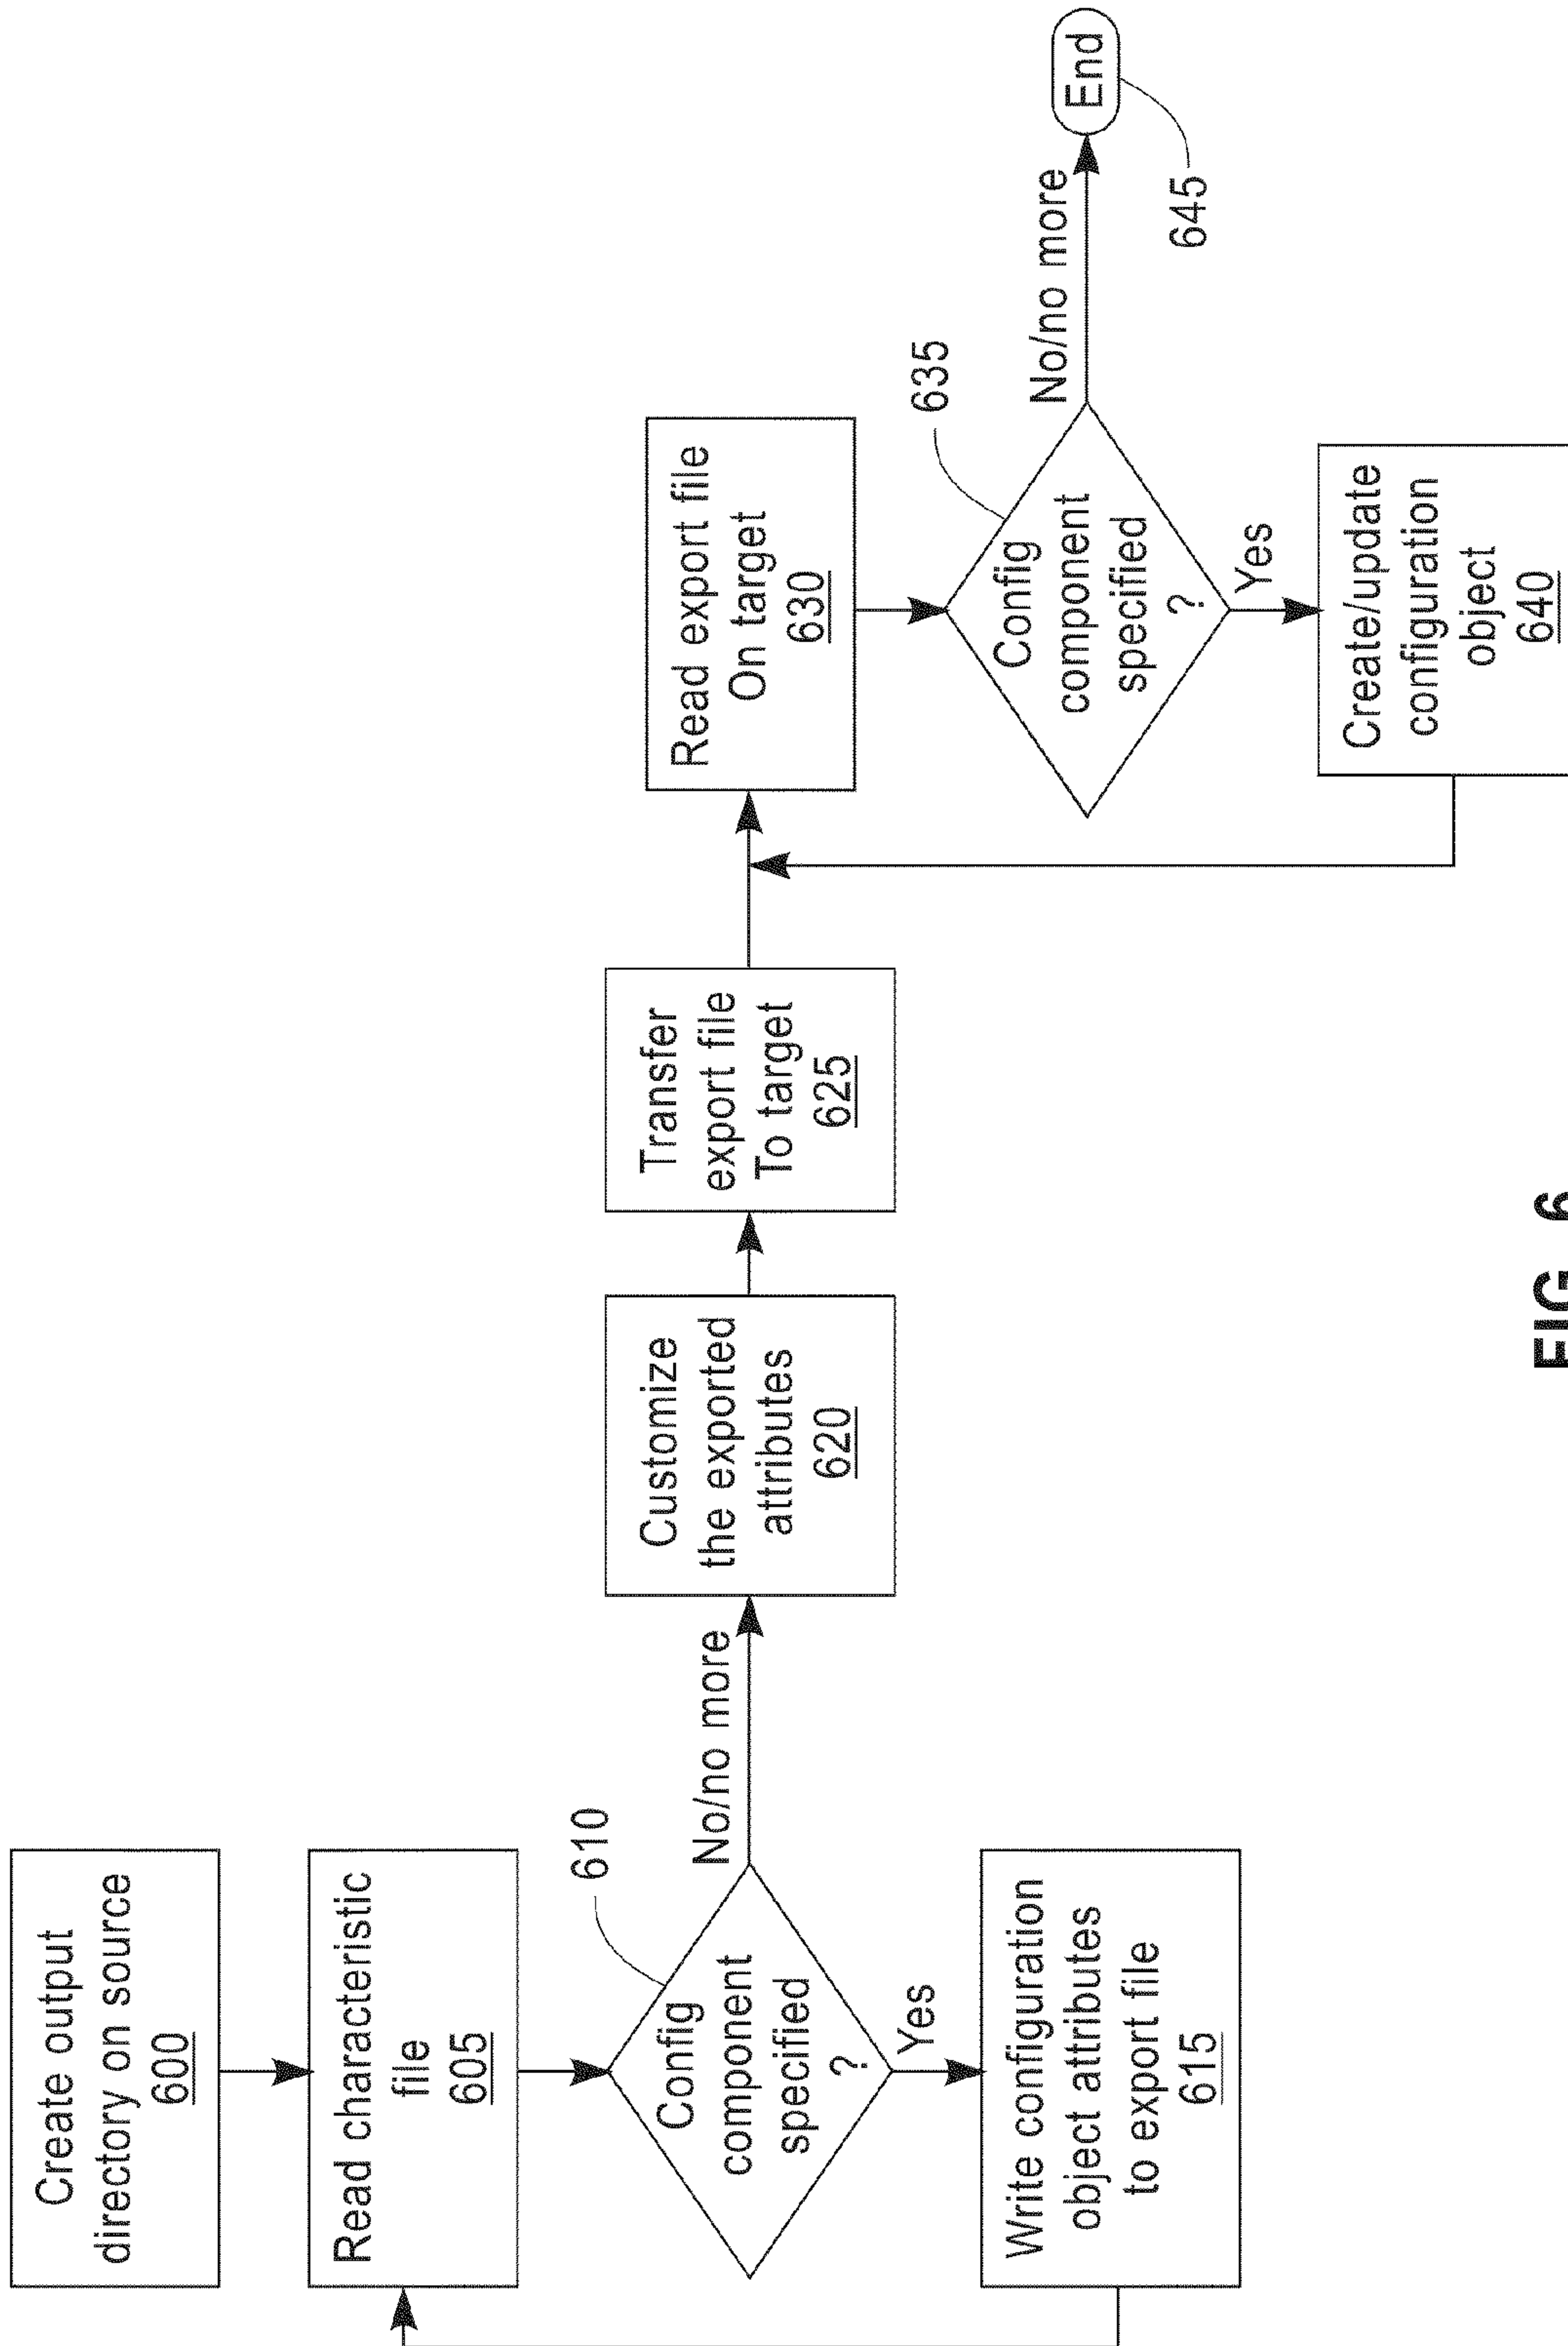 Create output
directory on source
600
Read characteristic
file
605
Config
component
specified
?
610
No/no more
Yes
Write configuration
object attributes
to export file
615
Customize
the exported
attributes
620
Transfer
export file
To target
625
Read export file
On target
630
Config
component
specified
?
635
No/no more
Yes
Create/update
configuration
object
640
End
645
FIG 6